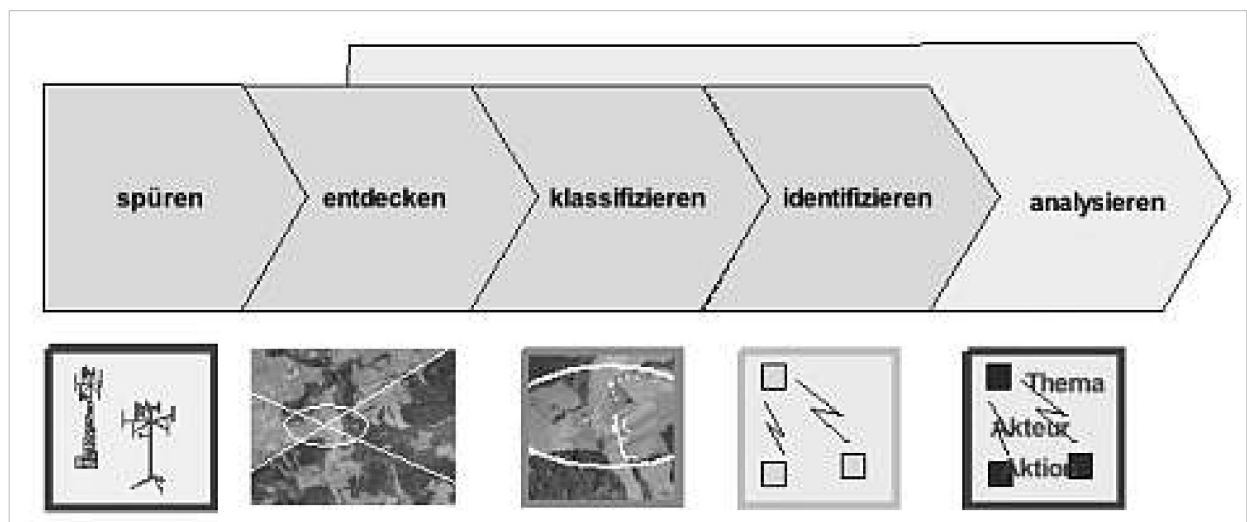 spüren
entdecken
klassifizieren
identifizieren
analysieren
Thema
Akteur
Aktion